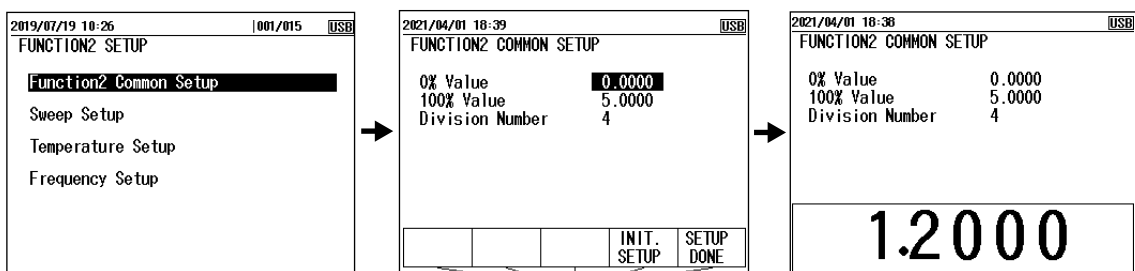 2019/07/19 10:26 |001/015 USB
FUNCTION2 SETUP
Function2 Common Setup
Sweep Setup
Temperature Setup
Frequency Setup
2021/04/01 18:39 USB
FUNCTION2 COMMON SETUP
0% Value 0.0000
100% Value 5.0000
Division Number 4
INIT. SETUP
SETUP DONE
2021/04/01 18:38 USB
FUNCTION2 COMMON SETUP
0% Value 0.0000
100% Value 5.0000
Division Number 4
1.2000